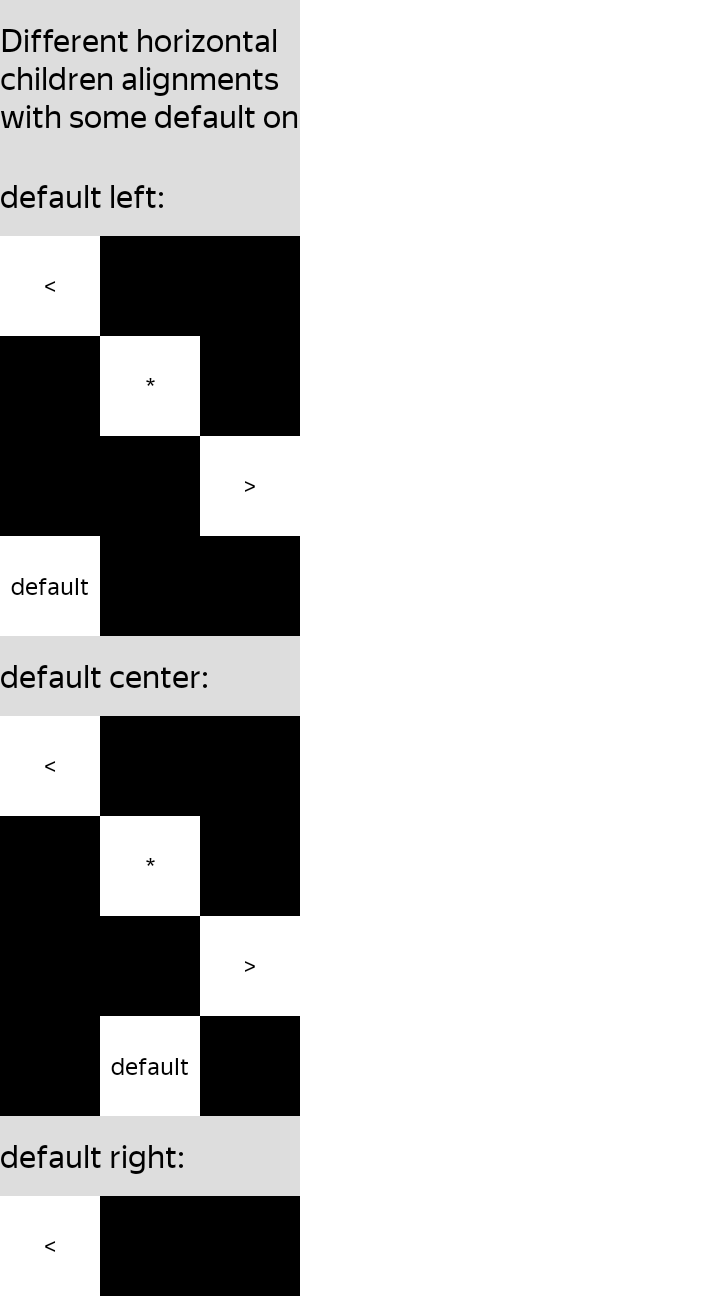 Different horizontal
children alignments
with some default on
default left:
<
*
>
default
default center:
<
*
>
default
default right:
<